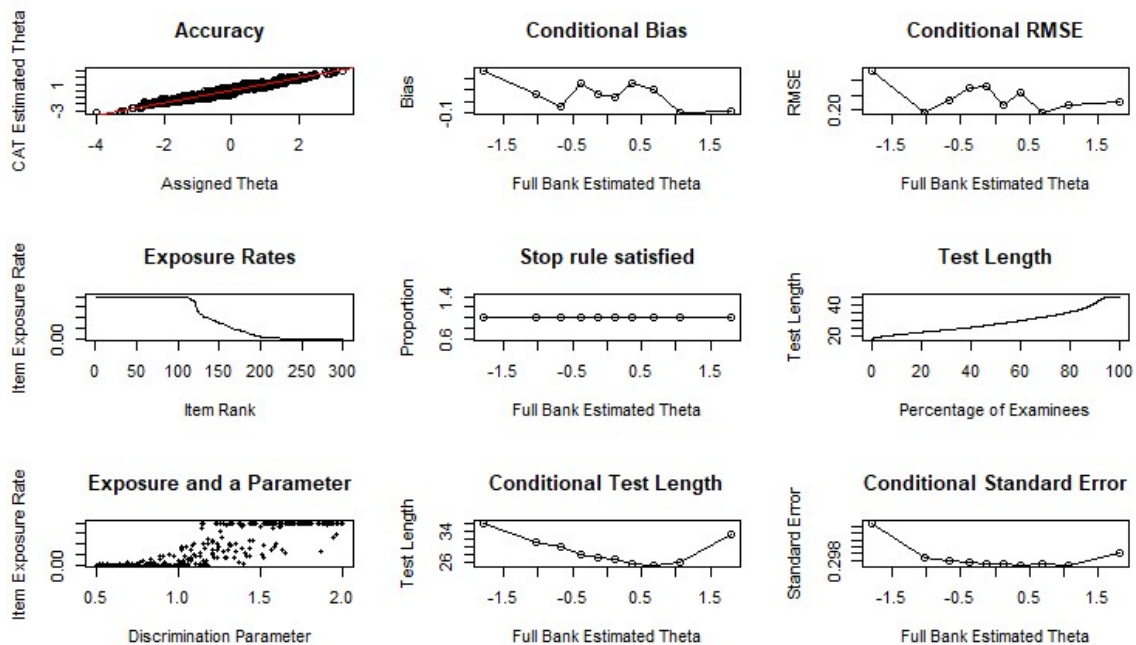 Accuracy
CAT Estimated Theta
-3 1
-4 -2 0 2
Assigned Theta
Conditional Bias
Bias
-0.1
-1.5 -0.5 0.5 1.5
Full Bank Estimated Theta
Conditional RMSE
RMSE
0.20
-1.5 -0.5 0.5 1.5
Full Bank Estimated Theta
Exposure Rates
Item Exposure Rate
0.00
0 50 100 150 200 250 300
Item Rank
Stop rule satisfied
Proportion
0.6 1.4
-1.5 -0.5 0.5 1.5
Full Bank Estimated Theta
Test Length
Test Length
20 40
0 20 40 60 80 100
Percentage of Examinees
Exposure and a Parameter
Item Exposure Rate
0.00
0.5 1.0 1.5 2.0
Discrimination Parameter
Conditional Test Length
Test Length
26 34
-1.5 -0.5 0.5 1.5
Full Bank Estimated Theta
Conditional Standard Error
Standard Error
0.298
-1.5 -0.5 0.5 1.5
Full Bank Estimated Theta